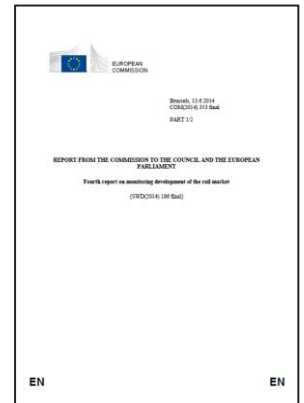 EUROPEAN
COMMISSION
Brussels, 13.6.2014
COM(2014) 353 final
PART 1/2
REPORT FROM THE COMMISSION TO THE COUNCIL AND THE EUROPEAN
PARLIAMENT
Fourth report on monitoring development of the rail market
{SWD(2014) 186 final}
EN
EN